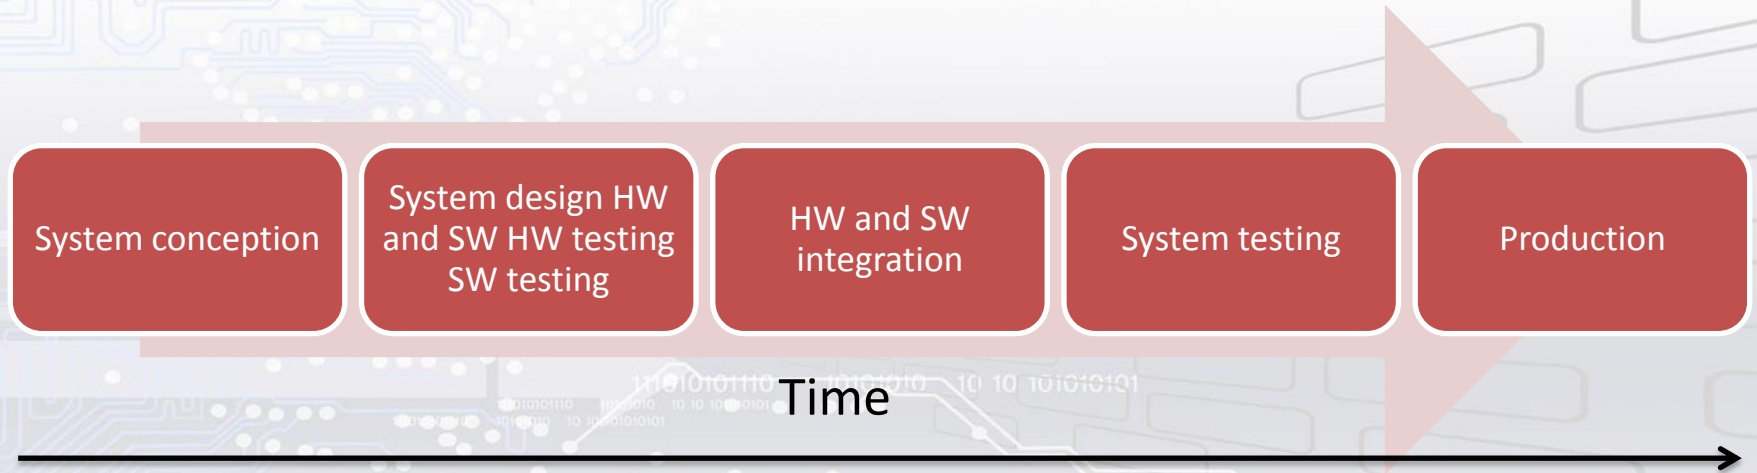 System conception
System design HW
and SW HW testing
SW testing
HW and SW
integration
System testing
Production
Time